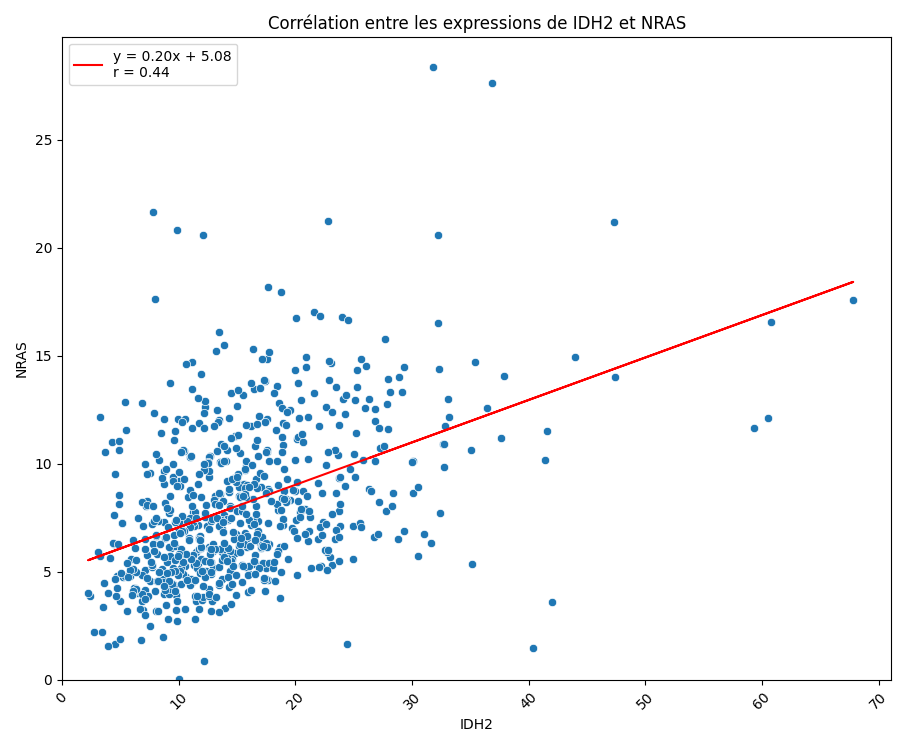 Corrélation entre les expressions de IDH2 et NRAS
y = 0.20x + 5.08
r = 0.44
25
20
15
10
5
0
NRAS
0 10 20 30 40 50 60 70
IDH2